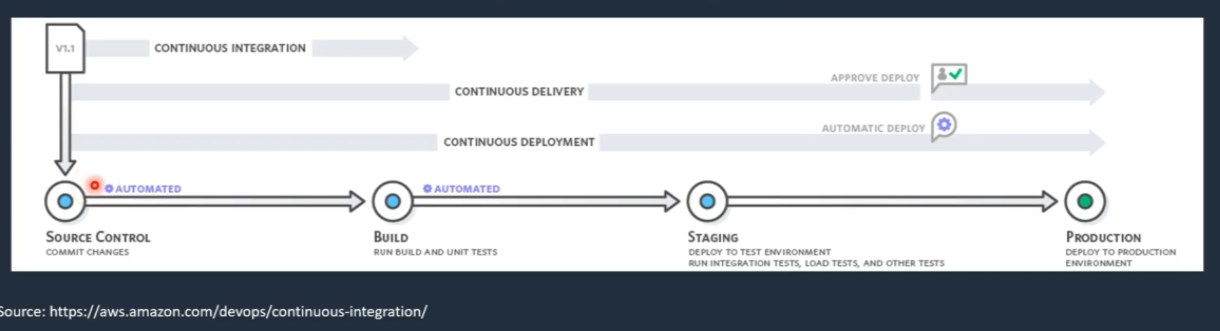 V1.1
CONTINUOUS INTEGRATION
APPROVE DEPLOY
CONTINUOUS DELIVERY
AUTOMATIC DEPLOY
CONTINUOUS DEPLOYMENT
AUTOMATED
AUTOMATED
SOURCE CONTROL
COMMIT CHANGES
BUILD
RUN BUILD AND UNIT TESTS
STAGING
DEPLOY TO TEST ENVIRONMENT
RUN INTEGRATION TESTS, LOAD TESTS, AND OTHER TESTS
PRODUCTION
DEPLOY TO PRODUCTION
ENVIRONMENT
Source: https://aws.amazon.com/devops/continuous-integration/